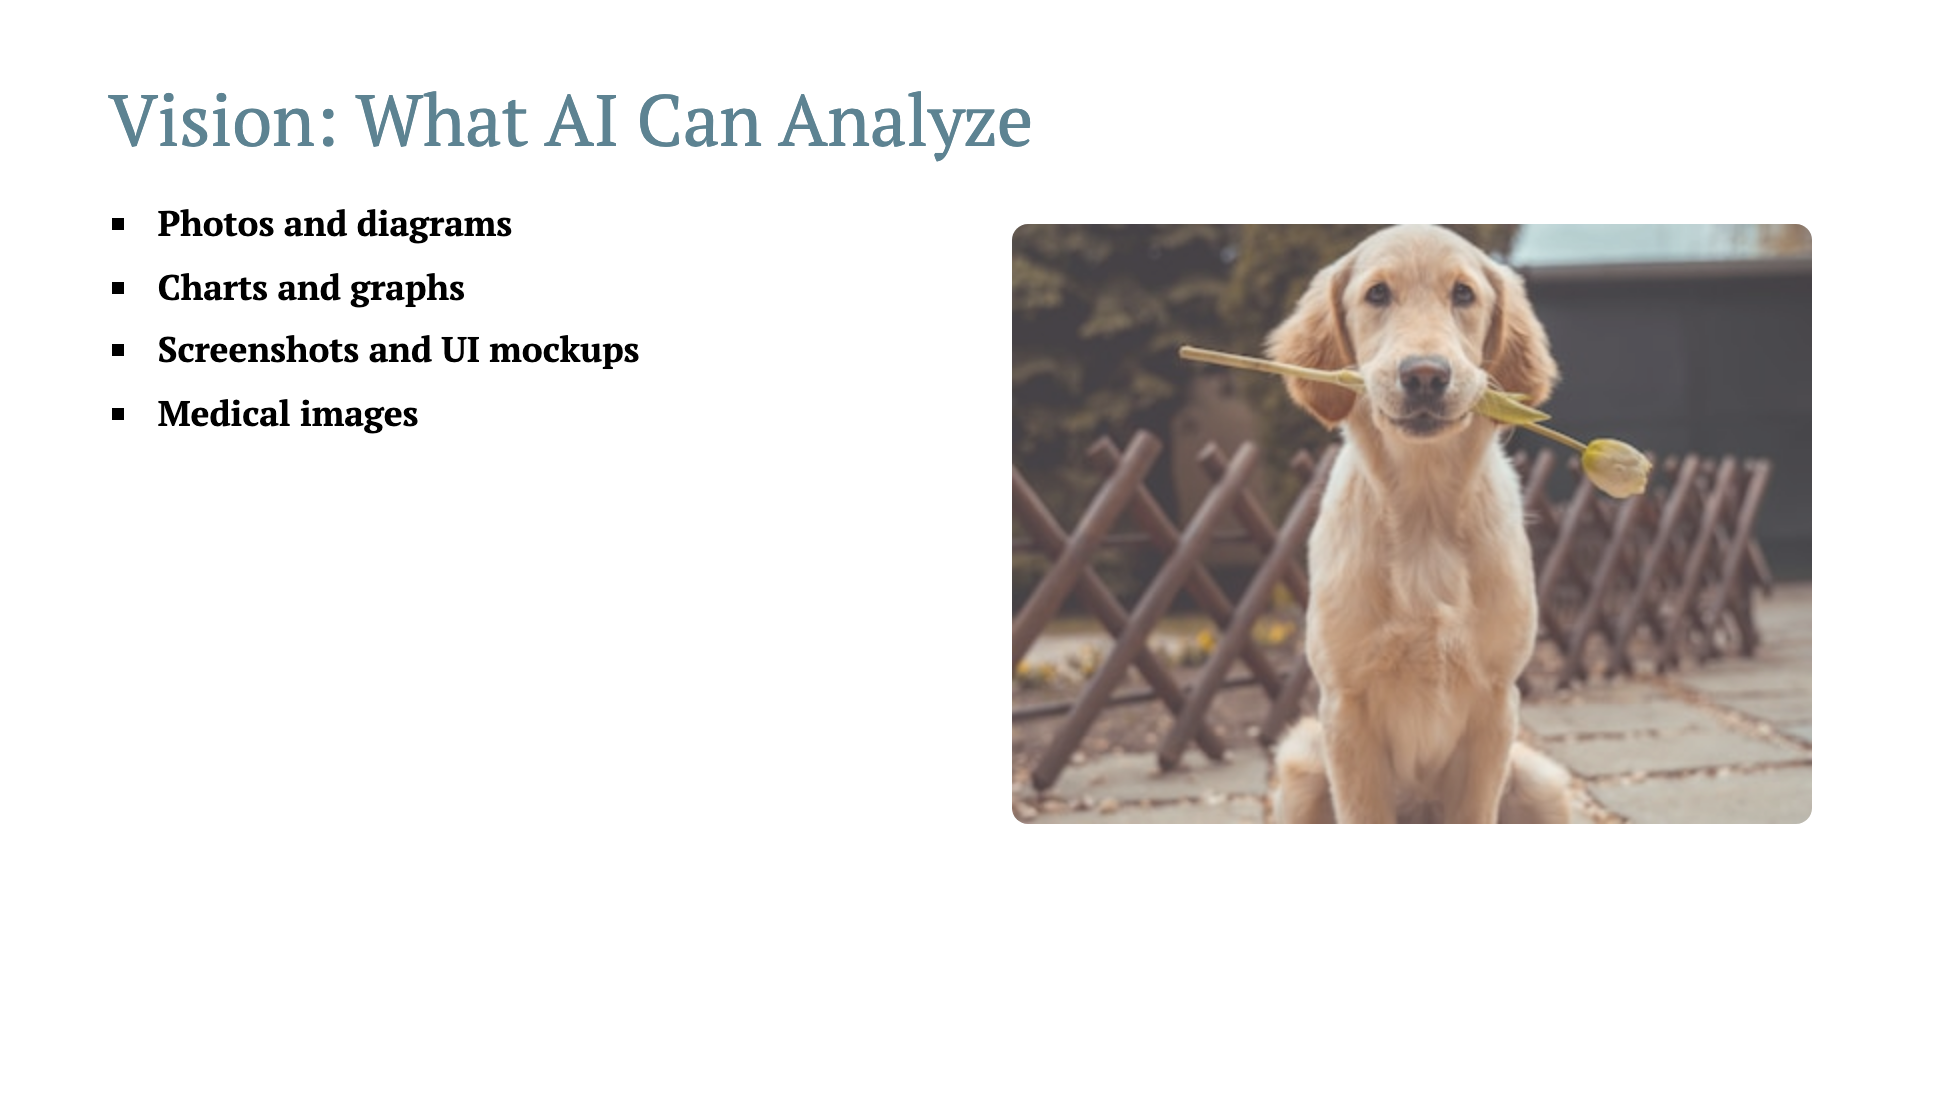 Vision: What AI Can Analyze
Photos and diagrams
Charts and graphs
Screenshots and UI mockups
Medical images